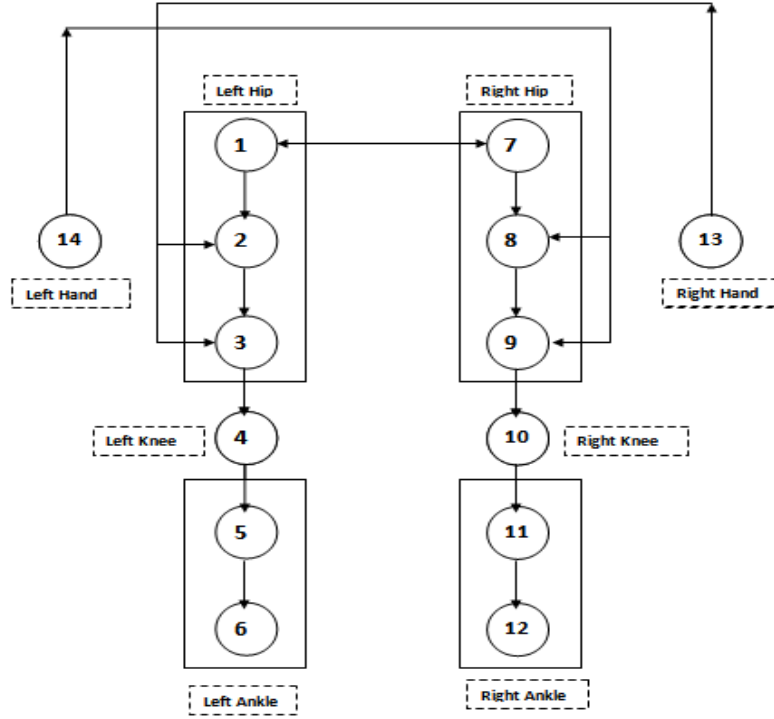 Left Hip
Right Hip
1
7
14
2
8
13
Left Hand
Right Hand
3
9
Left Knee
4
10
Right Knee
5
11
6
12
Left Ankle
Right Ankle